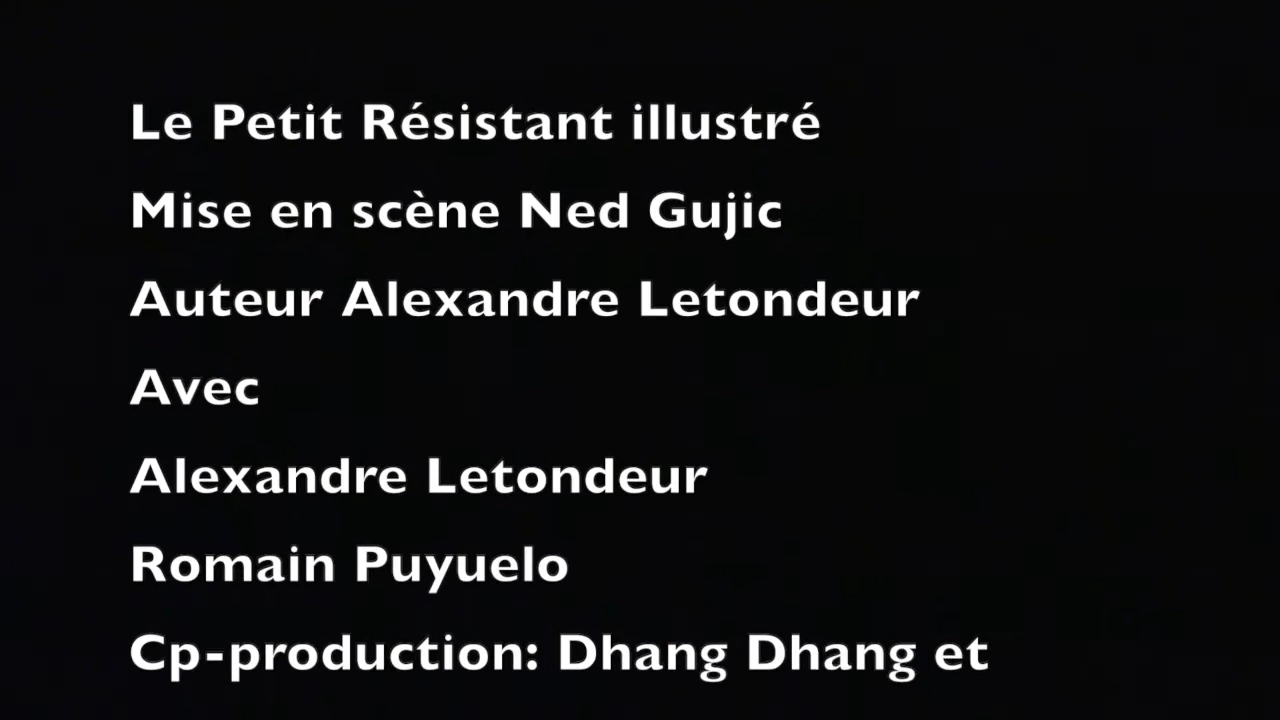 Le Petit Résistant illustré
Mise en scène Ned Gujic
Auteur Alexandre Letondeur
Avec
Alexandre Letondeur
Romain Puyuelo
Cp-production: Dhang Dhang et